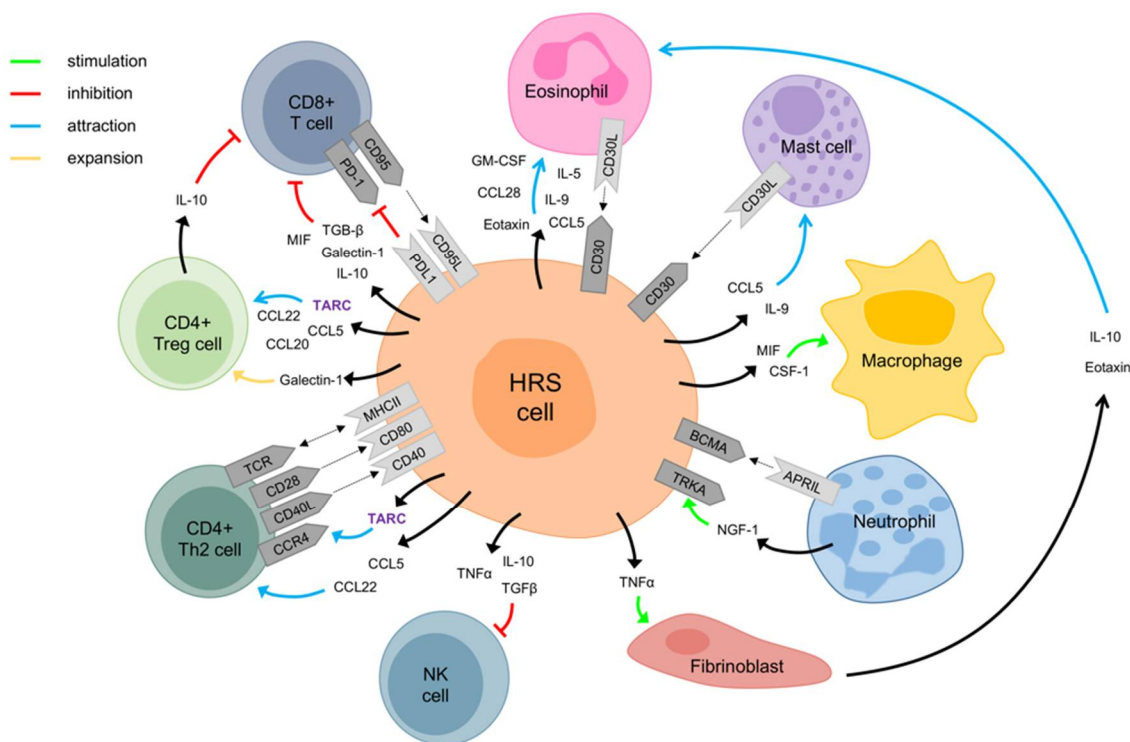 stimulation
inhibition
attraction
expansion
CD8+
T cell
CD95
PD-1
CD95L
PDL1
IL-10
MIF
TGB-β
Galectin-1
IL-10
CD4+
Treg cell
TARC
CCL22
CCL5
CCL20
Galectin-1
Eosinophil
CD30L
GM-CSF
IL-5
CCL28
IL-9
Eotaxin
CCL5
CD30
Mast cell
CD30L
CD30
CCL5
IL-9
Macrophage
MIF
CSF-1
IL-10
Eotaxin
HRS
cell
MHCII
CD80
CD40
TCR
CD28
CD40L
CCR4
CD4+
Th2 cell
TARC
CCL5
CCL22
BCMA
TRKA
APRIL
NGF-1
Neutrophil
TNFα
IL-10
TGFβ
NK
cell
TNFα
Fibrinoblast